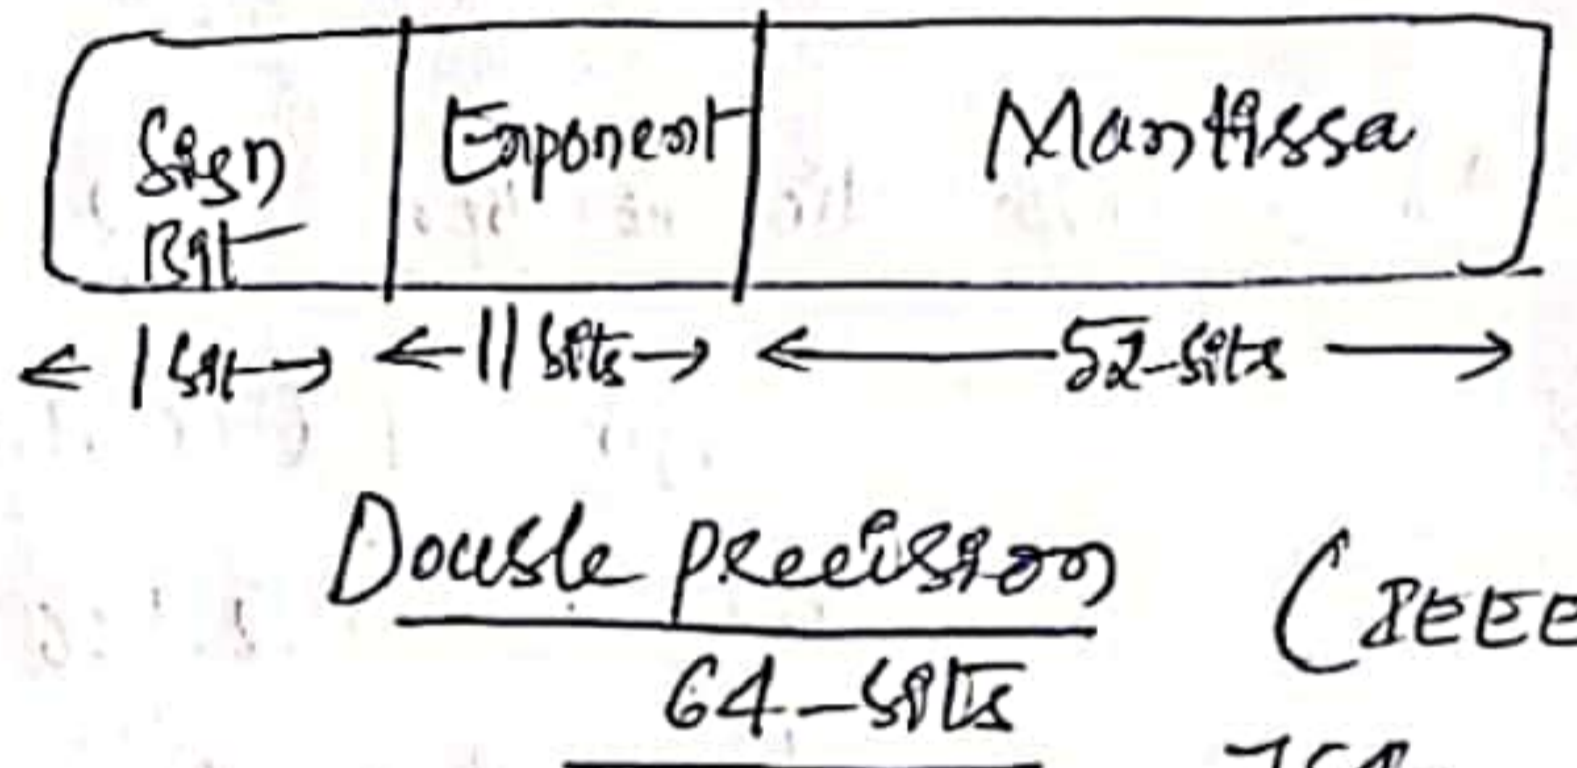 Sign Exponent Mantissa
Bit
1 bit 11 bits 52-bits
Double precision (IEEE
64-bits